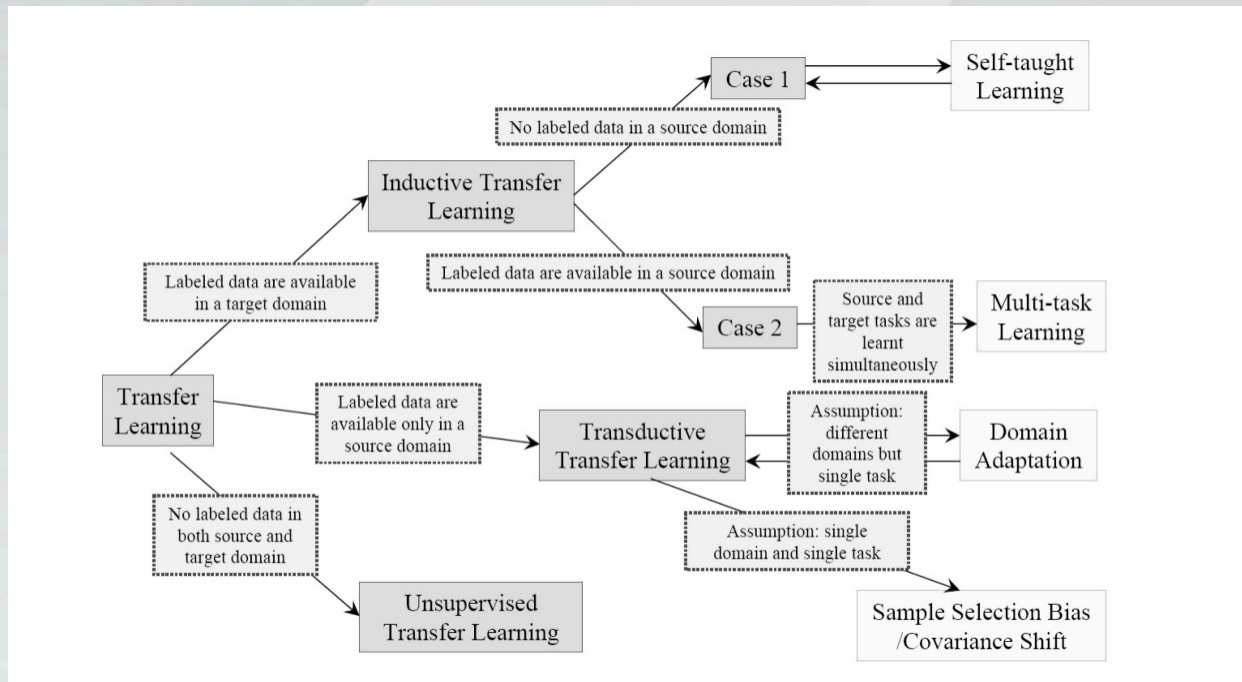 Self-taught
Learning
Case 1
No labeled data in a source domain
Inductive Transfer
Learning
Labeled data are available in a source domain
Labeled data are available
in a target domain
Case 2
Source and
target tasks are
learnt
simultaneously
Multi-task
Learning
Transfer
Learning
Labeled data are
available only in a
source domain
Transductive
Transfer Learning
Assumption:
different
domains but
single task
Domain
Adaptation
No labeled data in
both source and
target domain
Assumption: single
domain and single task
Unsupervised
Transfer Learning
Sample Selection Bias
/Covariance Shift